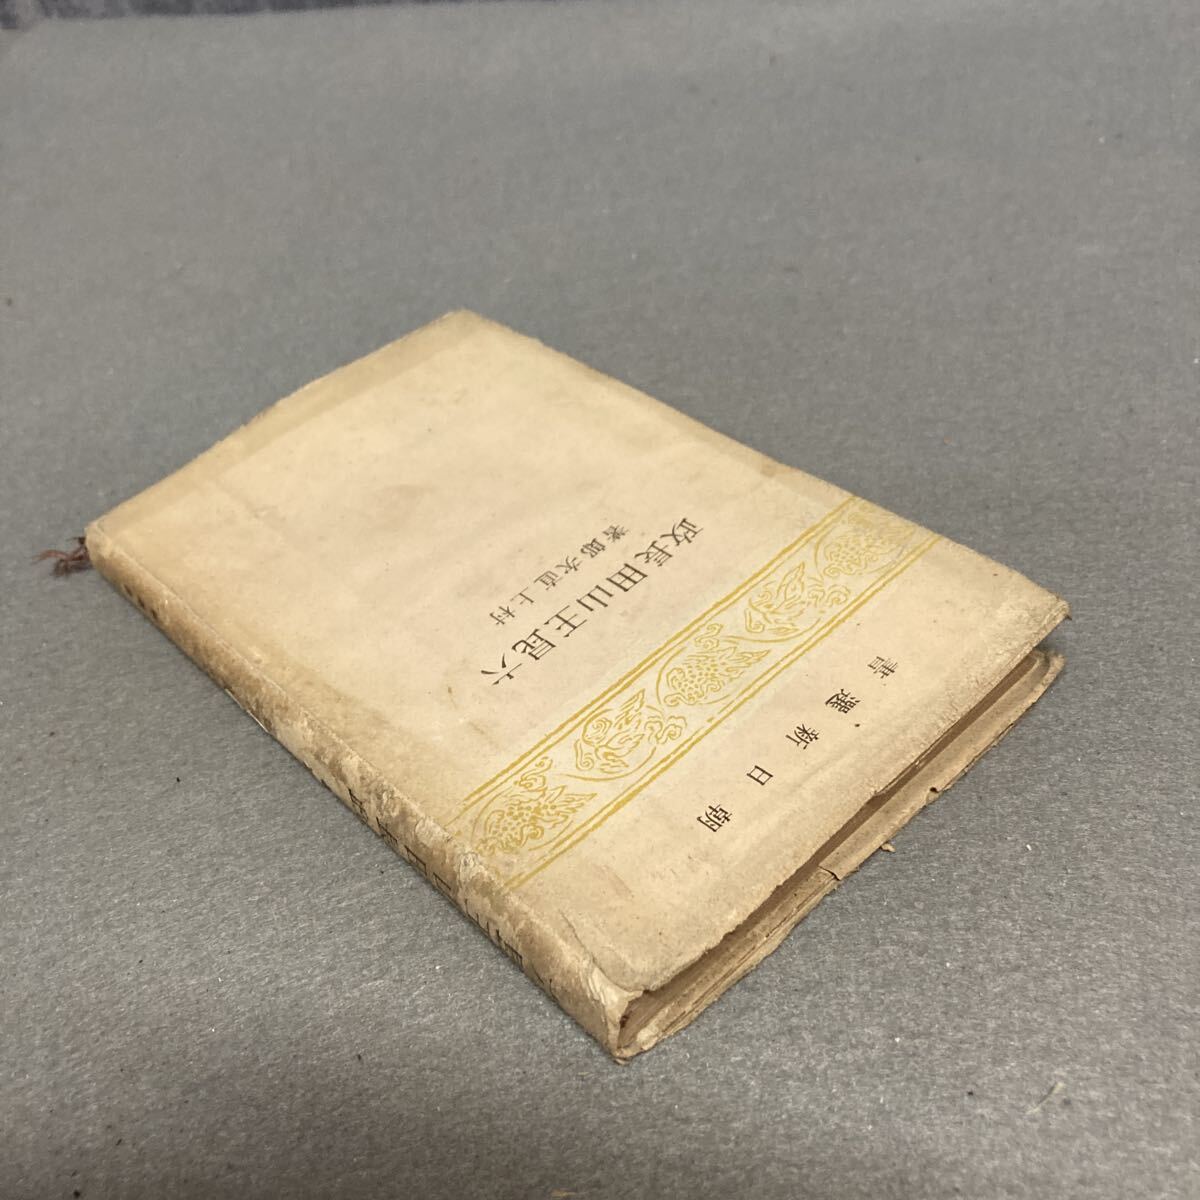 朝日新選書
六昆王山田長政
村上直次郎著